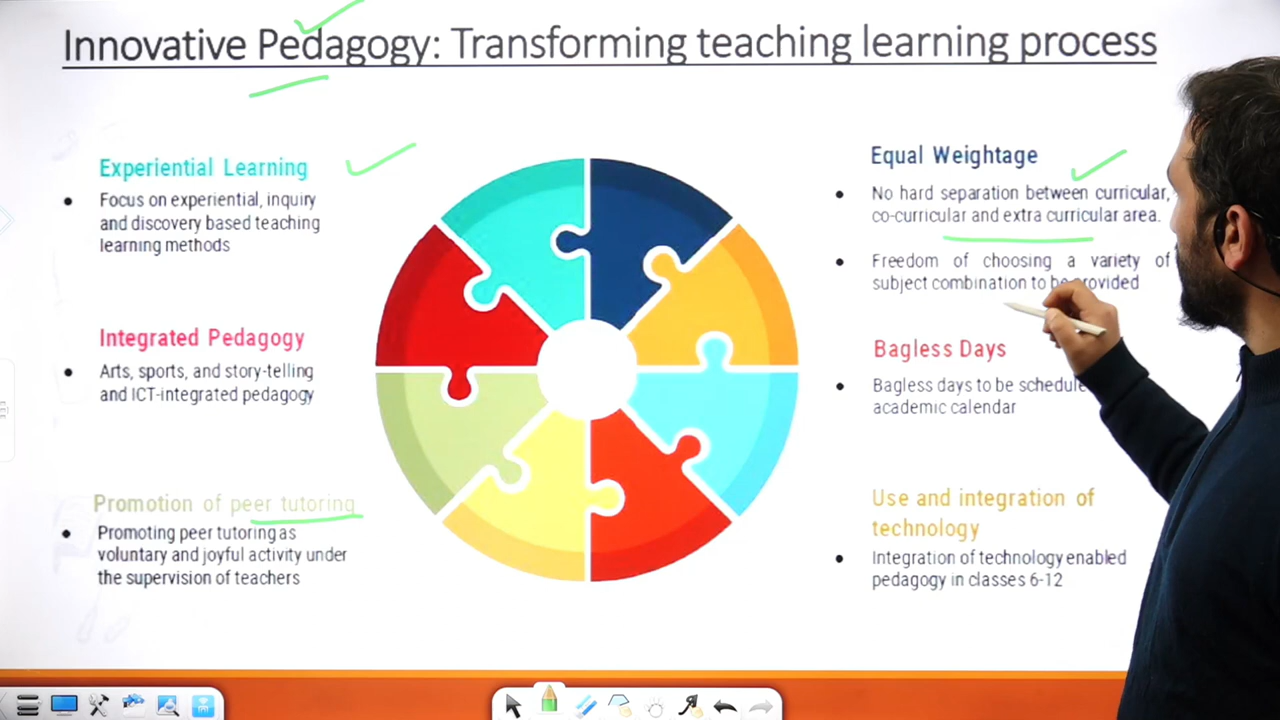 Innovative Pedagogy: Transforming teaching learning process
Experiential Learning
• Focus on experiential, inquiry
and discovery based teaching
learning methods
Integrated Pedagogy
• Arts, sports, and story-telling
and ICT-integrated pedagogy
Promotion of peer tutoring
• Promoting peer tutoring as
voluntary and joyful activity under
the supervision of teachers
Equal Weightage
• No hard separation between curricular,
co-curricular and extra curricular area.
• Freedom of choosing a variety of
subject combination to be provided
Bagless Days
• Bagless days to be
academic calendar
Use and integration of
technology
• Integration of technology enabled
pedagogy in classes 6-12